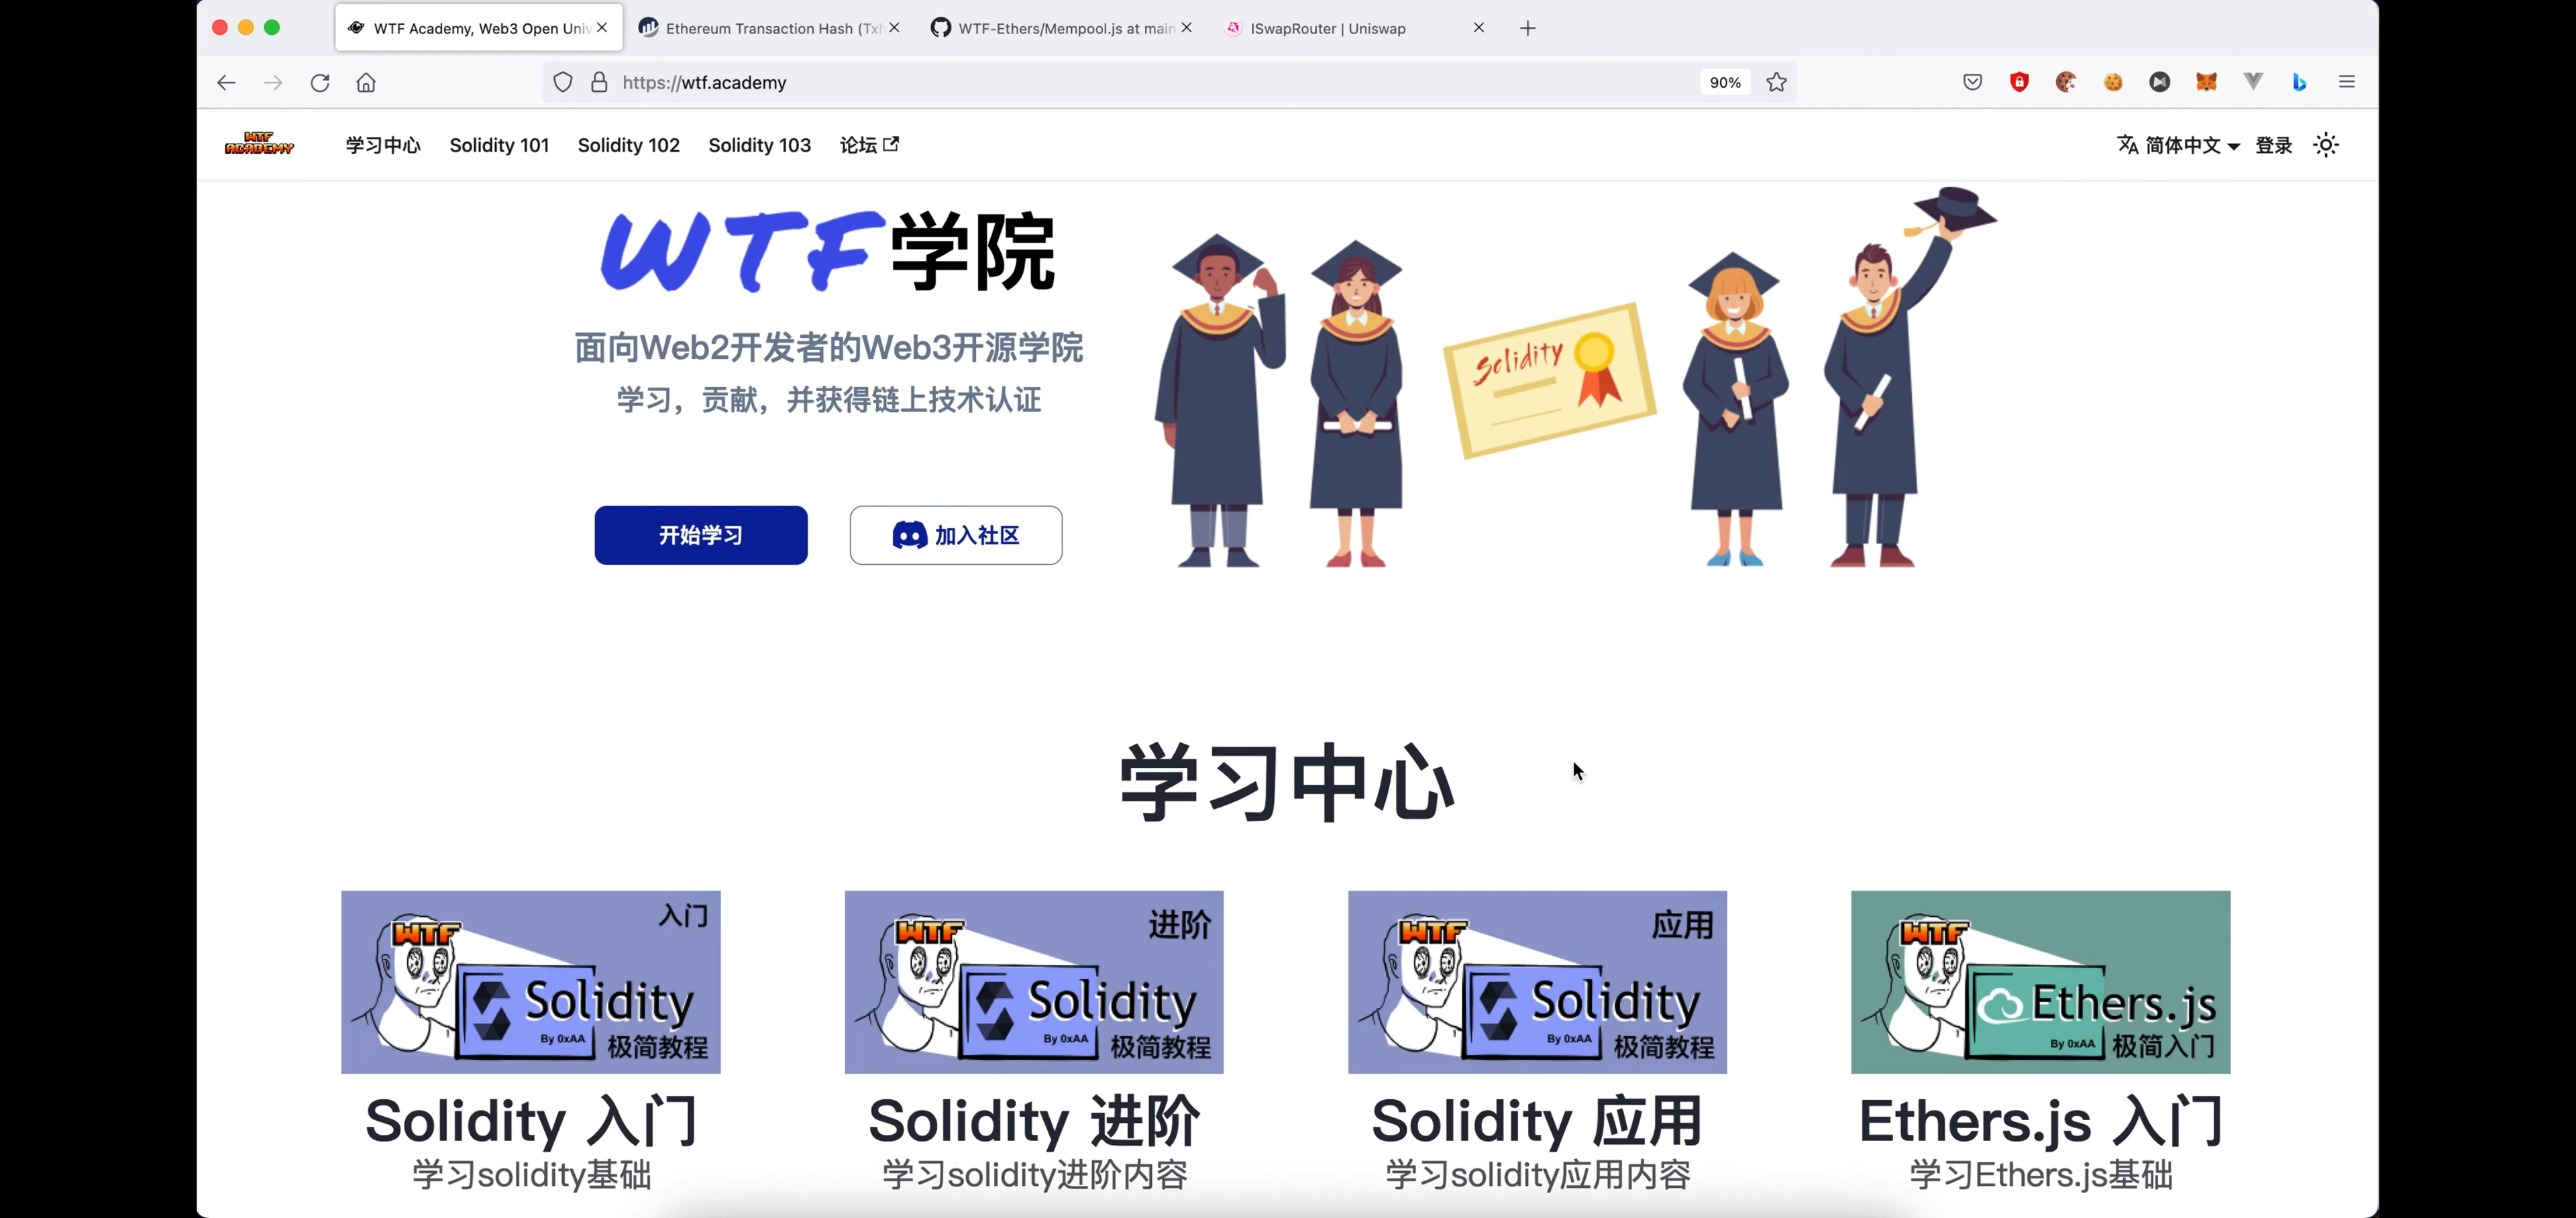 WTF Academy, Web3 Open Univ
Ethereum Transaction Hash (Txh
WTF-Ethers/Mempool.js at main
ISwapRouter | Uniswap
https://wtf.academy
90%
WTF
ACADEMY
学习中心
Solidity 101
Solidity 102
Solidity 103
论坛
简体中文
登录
WTF学院
面向Web2开发者的Web3开源学院
学习，贡献，并获得链上技术认证
开始学习
加入社区
Solidity
学习中心
入门
WTF
Solidity
By 0xAA
极简教程
Solidity 入门
学习solidity基础
进阶
WTF
Solidity
By 0xAA
极简教程
Solidity 进阶
学习solidity进阶内容
应用
WTF
Solidity
By 0xAA
极简教程
Solidity 应用
学习solidity应用内容
WTF
Ethers.js
By 0xAA
极简入门
Ethers.js 入门
学习Ethers.js基础